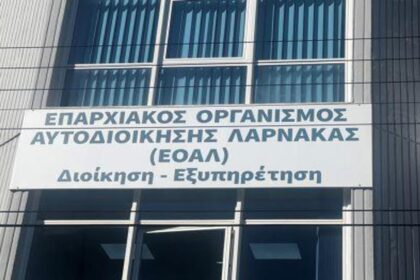 ΕΠΑΡΧΙΑΚΟΣ ΟΡΓΑΝΙΣΜΟΣ
ΑΥΤΟΔΙΟΙΚΗΣΗΣ ΛΑΡΝΑΚΑΣ
(ΕΟΑΛ)
Διοίκηση - Εξυπηρέτηση